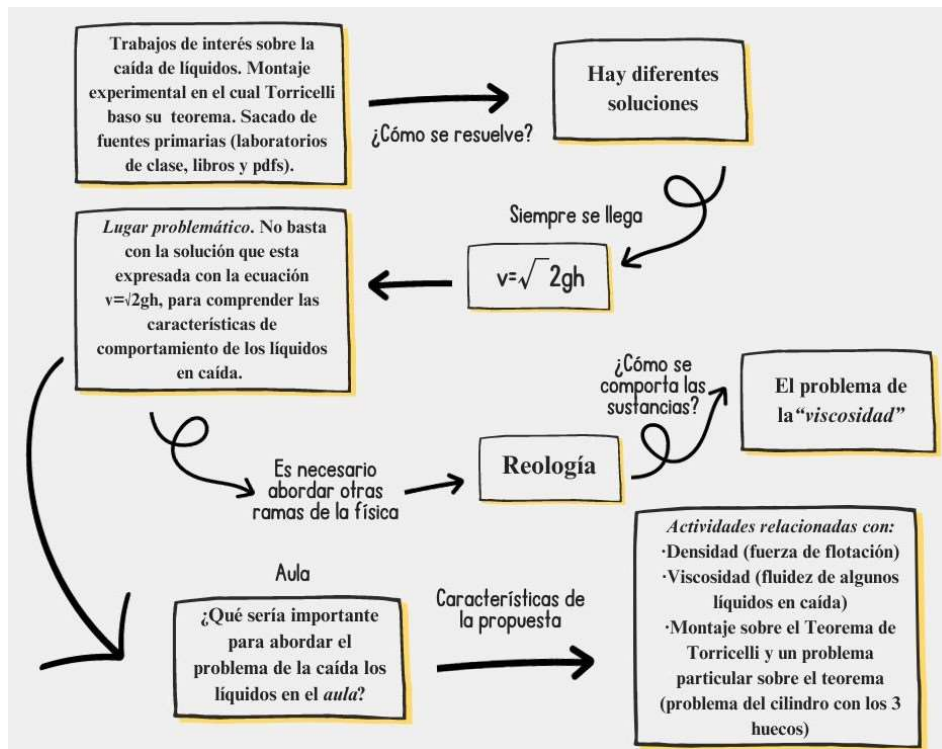 Trabajos de interés sobre la
caída de líquidos. Montaje
experimental en el cual Torricelli
baso su teorema. Sacado de
fuentes primarias (laboratorios
de clase, libros y pdfs).
¿Cómo se resuelve?
Hay diferentes
soluciones
Siempre se llega
v=√ 2gh
Lugar problemático. No basta
con la solución que esta
expresada con la ecuación
v=√2gh, para comprender las
características de
comportamiento de los líquidos
en caída.
Es necesario
abordar otras
ramas de la física
Reología
¿Cómo se
comporta las
sustancias?
El problema de
la“viscosidad”
Aula
¿Qué sería importante
para abordar el
problema de la caída los
líquidos en el aula?
Características de
la propuesta
Actividades relacionadas con:
·Densidad (fuerza de flotación)
·Viscosidad (fluidez de algunos
líquidos en caída)
·Montaje sobre el Teorema de
Torricelli y un problema
particular sobre el teorema
(problema del cilindro con los 3
huecos)